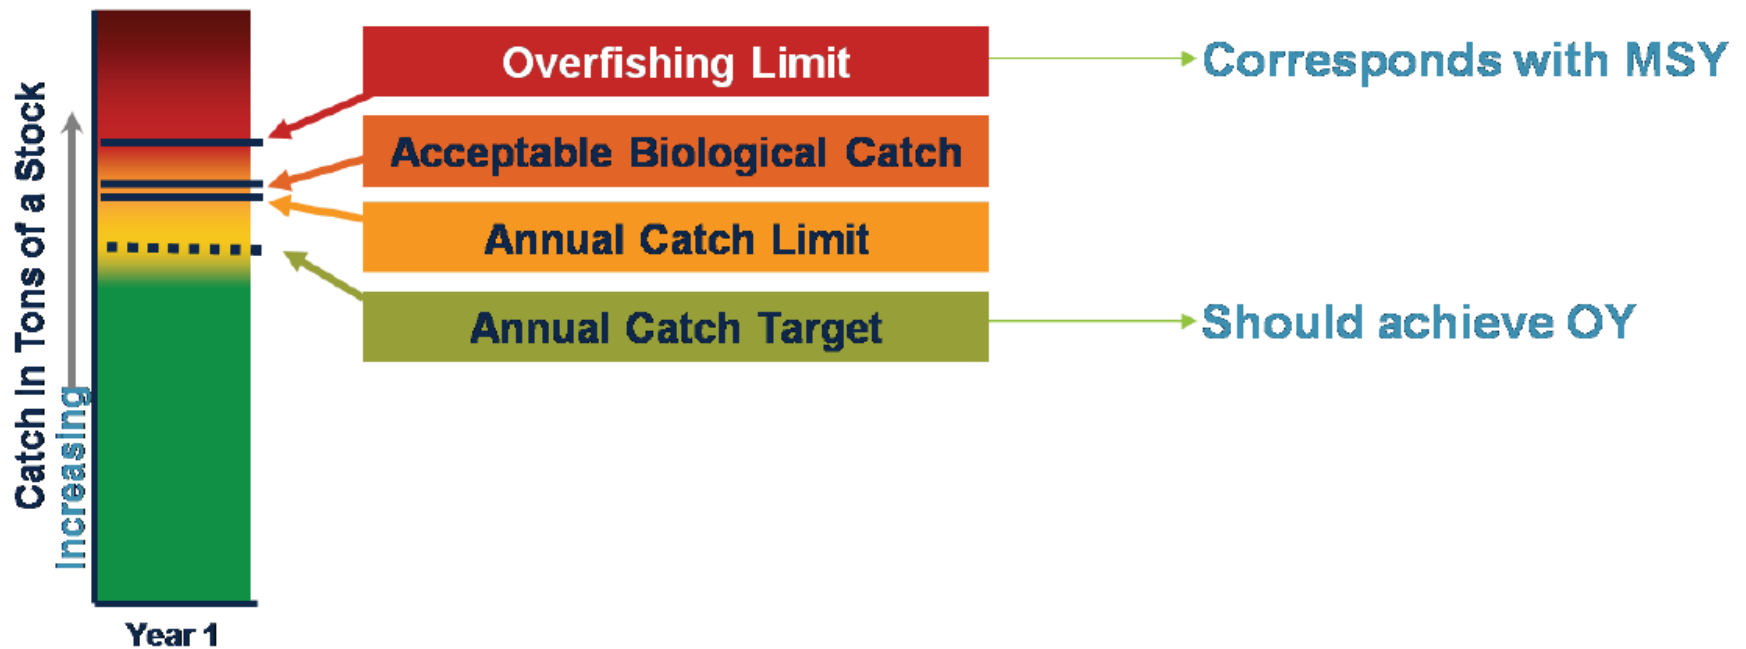 Catch In Tons of a Stock
Increasing
Overfishing Limit
Corresponds with MSY
Acceptable Biological Catch
Annual Catch Limit
Annual Catch Target
Should achieve OY
Year 1